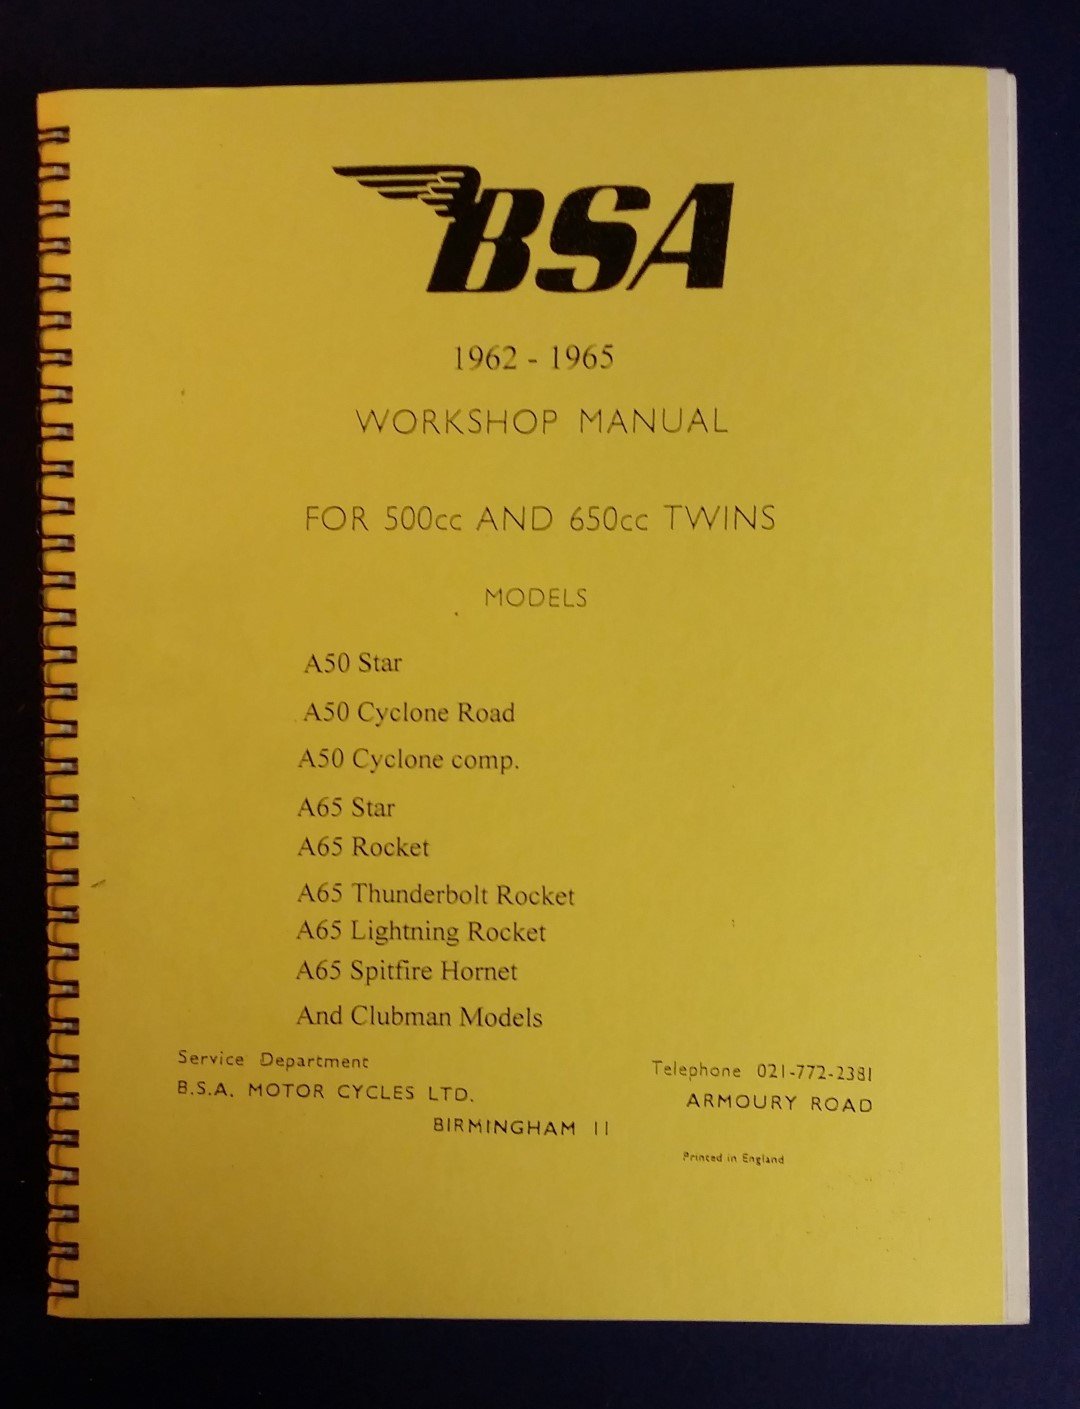 BSA
1962 - 1965
WORKSHOP MANUAL
FOR 500cc AND 650cc TWINS
MODELS
A50 Star
A50 Cyclone Road
A50 Cyclone comp.
A65 Star
A65 Rocket
A65 Thunderbolt Rocket
A65 Lightning Rocket
A65 Spitfire Hornet
And Clubman Models
Service Department
Telephone 021-772-2381
B.S.A. MOTOR CYCLES LTD.
ARMOURY ROAD
BIRMINGHAM 11
Printed in England